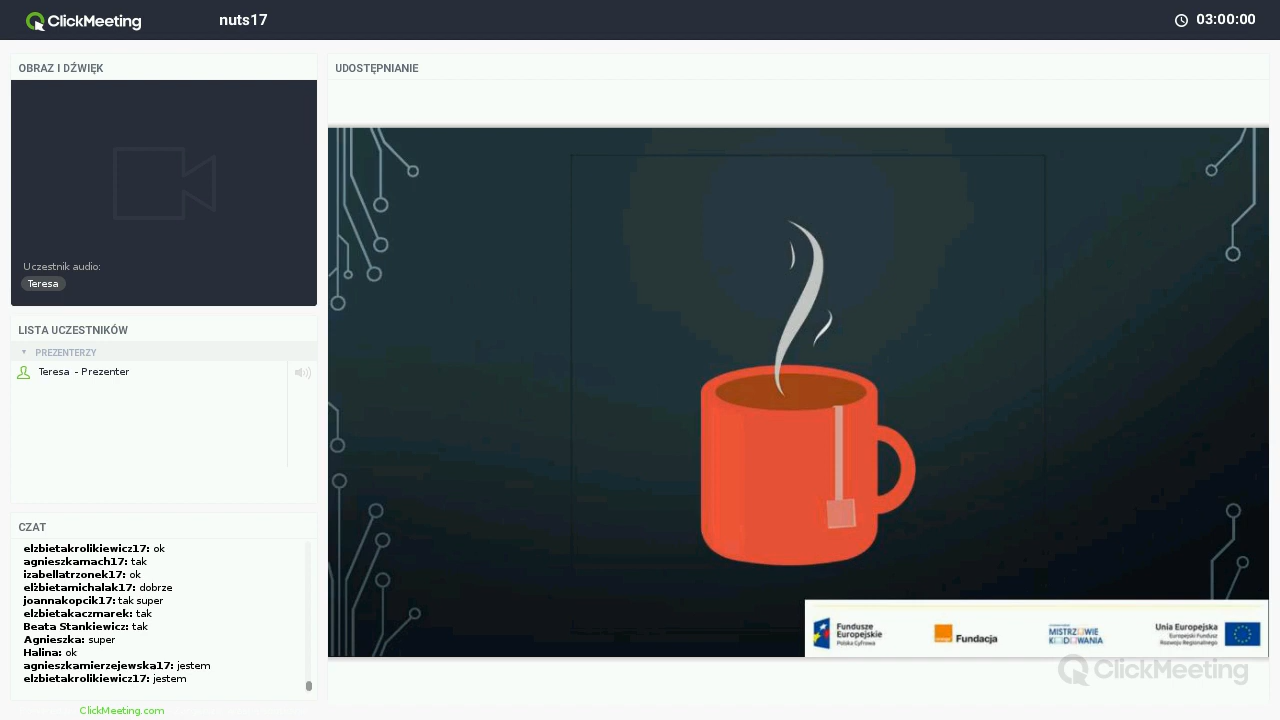 ClickMeeting
nuts17
03:00:00
OBRAZ I DŹWIĘK
Uczestnik audio:
Teresa
LISTA UCZESTNIKÓW
PREZENTERZY
Teresa - Prezenter
CZAT
elzbietakrolikiewicz17: ok
agnieszkamach17: tak
izabellatrzonek17: ok
elżbietamichalak17: dobrze
joannakopcik17: tak super
elzbietakaczmarek: tak
Beata Stankiewicz: tak
Agnieszka: super
Halina: ok
agnieszkamierzejewska17: jestem
elzbietakrolikiewicz17: jestem
ClickMeeting.com
UDOSTĘPNIANIE
Fundusze
Europejskie
Polska Cyfrowa
Fundacja
MISTRZOWIE
KODOWANIA
Unia Europejska
Europejski Fundusz
Rozwoju Regionalnego
ClickMeeting